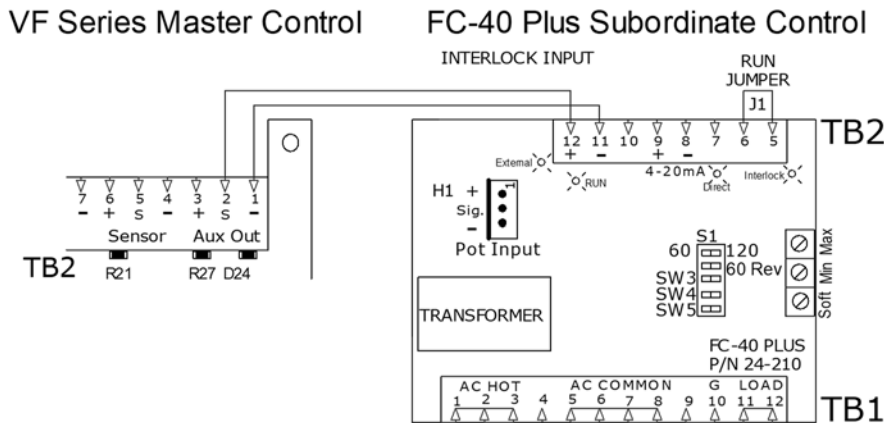 VF Series Master Control
FC-40 Plus Subordinate Control
INTERLOCK INPUT
RUN
JUMPER
J1
TB2
12 11 10 9 8 7 6 5
+ - + -
4-20mA
External
RUN
Direct
Interlock
7 6 5 4 3 2 1
- + S - + S -
Sensor Aux Out
TB2
R21 R27 D24
H1 +
Sig.
-
1
Pot Input
S1
60 120
60 Rev
SW3
SW4
SW5
Soft Min Max
TRANSFORMER
FC-40 PLUS
P/N 24-210
AC HOT AC COMMON G LOAD
1 2 3 4 5 6 7 8 9 10 11 12
TB1